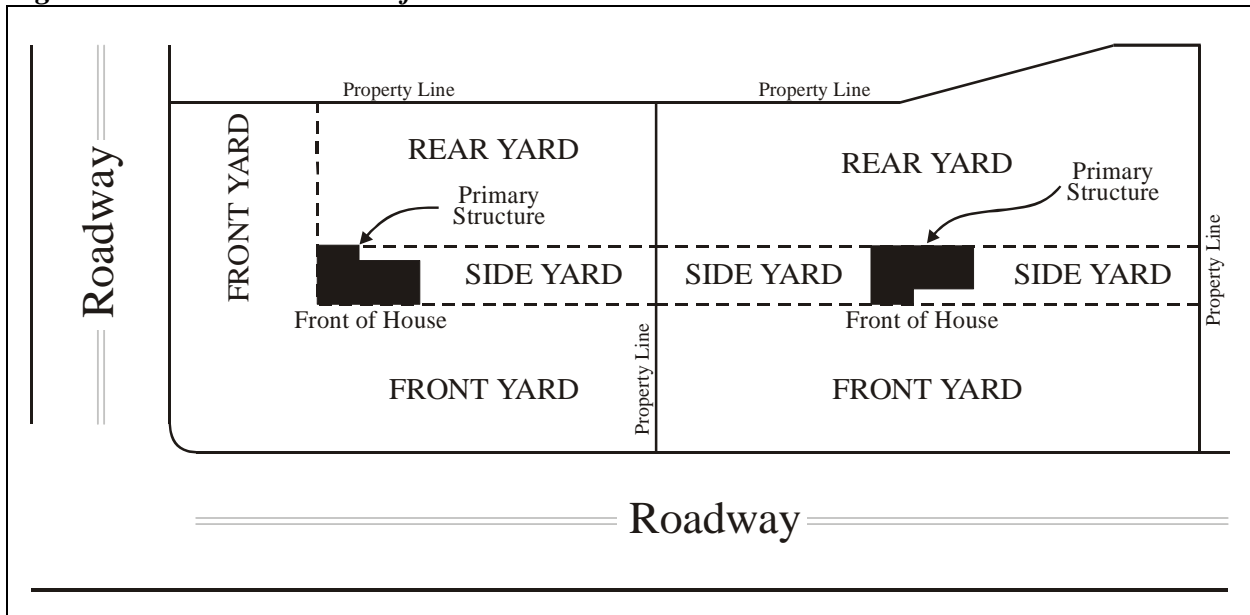 Property Line
Property Line
FRONT YARD
REAR YARD
REAR YARD
Primary
Structure
Primary
Structure
Roadway
SIDE YARD
SIDE YARD
SIDE YARD
Property Line
Front of House
Front of House
Property Line
FRONT YARD
FRONT YARD
Roadway